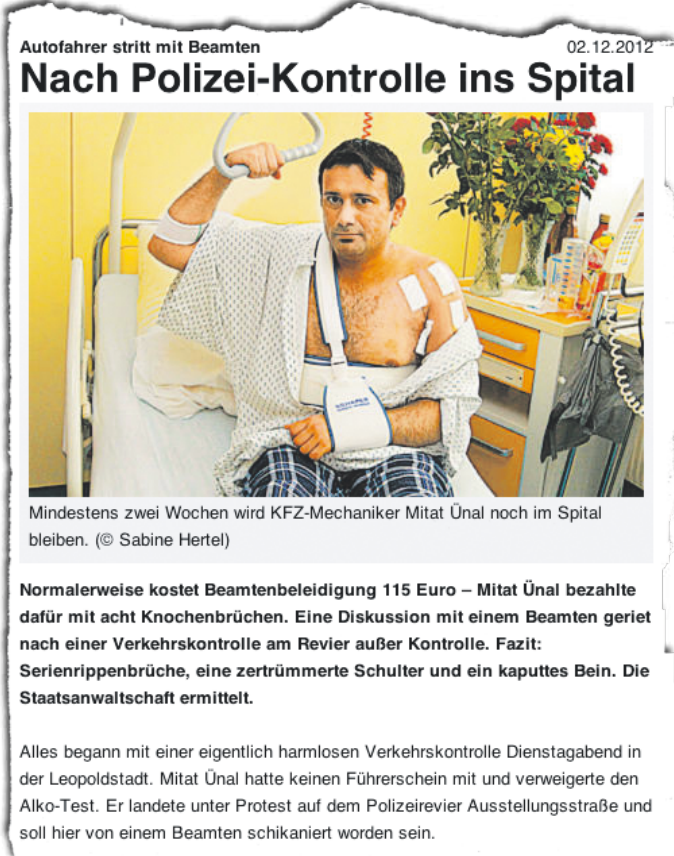 Autofahrer stritt mit Beamten 02.12.2012
Nach Polizei-Kontrolle ins Spital
Mindestens zwei Wochen wird KFZ-Mechaniker Mitat Ünal noch im Spital
bleiben. (© Sabine Hertel)
Normalerweise kostet Beamtenbeleidigung 115 Euro – Mitat Ünal bezahlte
dafür mit acht Knochenbrüchen. Eine Diskussion mit einem Beamten geriet
nach einer Verkehrskontrolle am Revier außer Kontrolle. Fazit:
Serienrippenbrüche, eine zertrümmerte Schulter und ein kaputtes Bein. Die
Staatsanwaltschaft ermittelt.
Alles begann mit einer eigentlich harmlosen Verkehrskontrolle Dienstagabend in
der Leopoldstadt. Mitat Ünal hatte keinen Führerschein mit und verweigerte den
Alko-Test. Er landete unter Protest auf dem Polizeirevier Ausstellungsstraße und
soll hier von einem Beamten schikaniert worden sein.